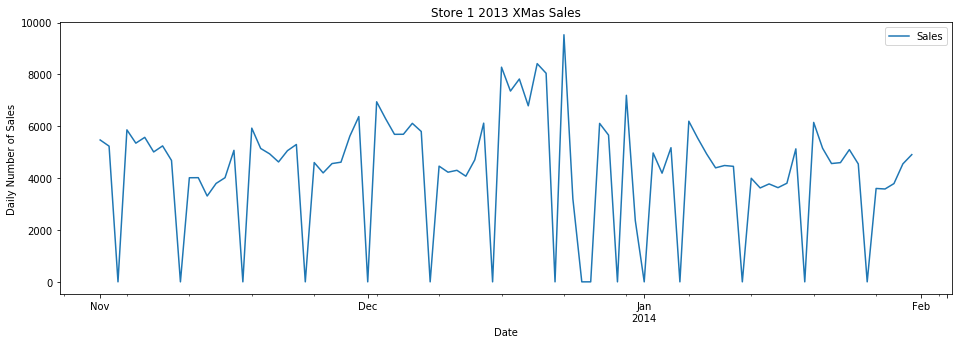 Store 1 2013 XMas Sales
Sales
Daily Number of Sales
10000
8000
6000
4000
2000
0
Nov
Dec
Jan
2014
Feb
Date